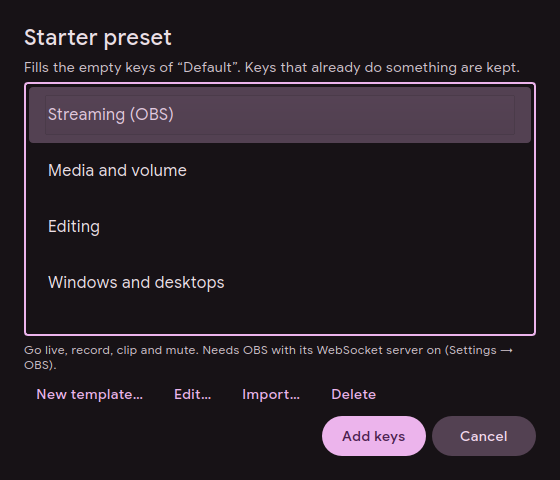 Starter preset
Fills the empty keys of “Default”. Keys that already do something are kept.
Streaming (OBS)
Media and volume
Editing
Windows and desktops
Go live, record, clip and mute. Needs OBS with its WebSocket server on (Settings →
OBS).
New template... Edit... Import... Delete
Add keys Cancel